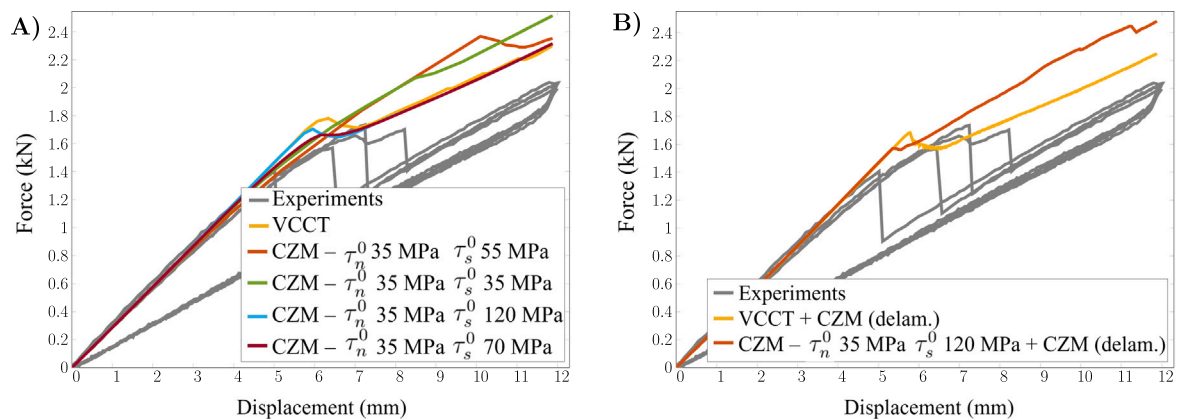 A)
2.4
2.2
2
1.8
1.6
1.4
1.2
1
0.8
0.6
0.4
0.2
0
Force (kN)
0 1 2 3 4 5 6 7 8 9 10 11 12
Displacement (mm)
Experiments
VCCT
CZM – τ_n^0 35 MPa τ_s^0 55 MPa
CZM – τ_n^0 35 MPa τ_s^0 35 MPa
CZM – τ_n^0 35 MPa τ_s^0 120 MPa
CZM – τ_n^0 35 MPa τ_s^0 70 MPa
B)
2.4
2.2
2
1.8
1.6
1.4
1.2
1
0.8
0.6
0.4
0.2
0
Force (kN)
0 1 2 3 4 5 6 7 8 9 10 11 12
Displacement (mm)
Experiments
VCCT + CZM (delam.)
CZM – τ_n^0 35 MPa τ_s^0 120 MPa + CZM (delam.)